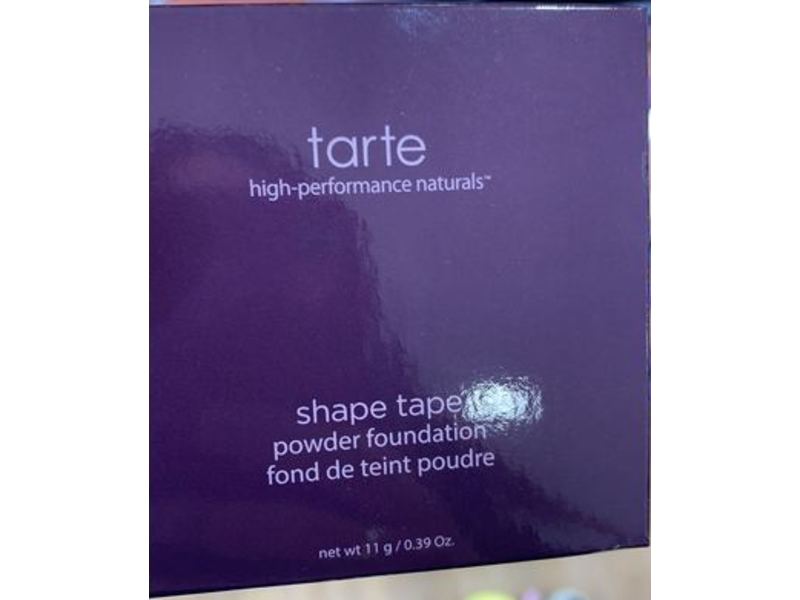 tarte
high-performance naturals™
shape tape
powder foundation
fond de teint poudre
net wt 11 g / 0.39 Oz.